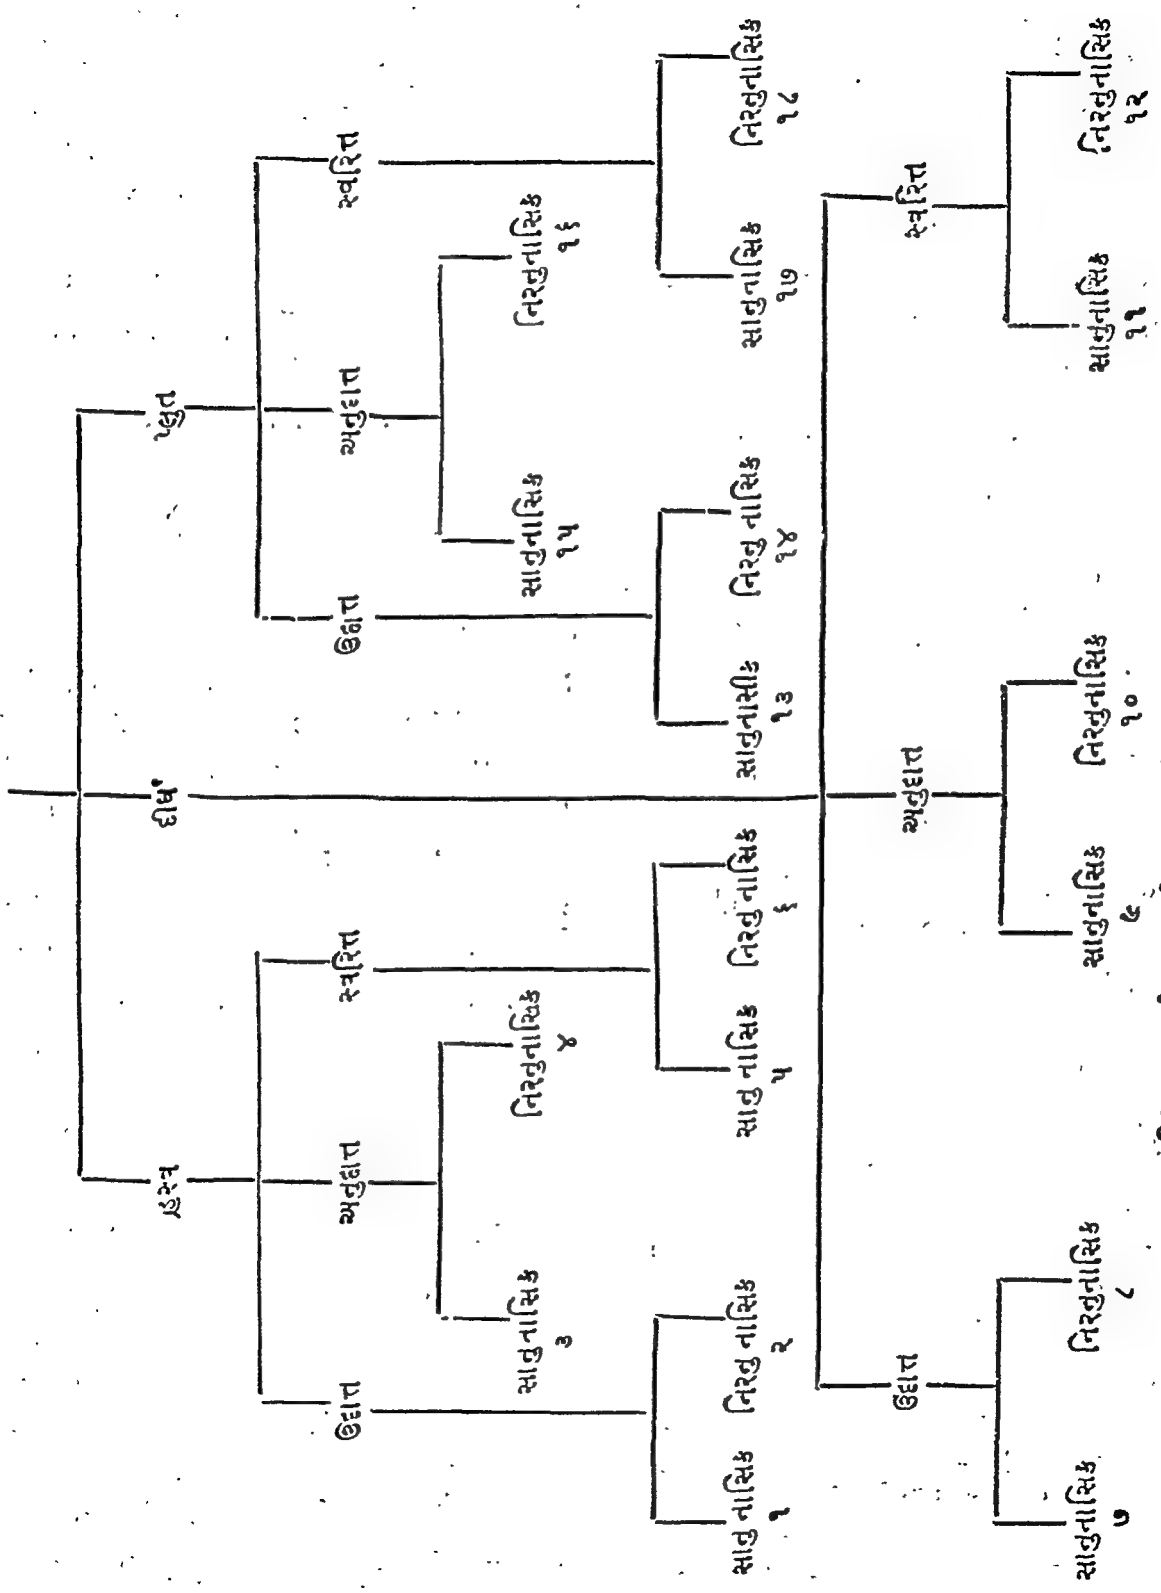 હ્રસ્વ
દીર્ઘ
પ્લુત
ઉદાત્ત
અનુદાત્ત
સ્વરિત્ત
ઉદાત્ત
અનુદાત્ત
સ્વરિત્ત
સાનુનાસિક
૩
નિરનુનાસિક
૪
સાનુનાસિક
૧૫
નિરનુનાસિક
૧૬
સાનુ નાસિક
૧
નિરનુ નાસિક
૨
સાનુ નાસિક
૫
નિરનુ નાસિક
૬
સાનુનાસીક
૧૩
નિરનુ નાસિક
૧૪
સાનુનાસિક
૧૭
નિરનુનાસિક
૧૮
ઉદાત્ત
અનુદાત્ત
સ્વરિત્ત
સાનુનાસિક
૭
નિરનુનાસિક
૮
સાનુનાસિક
૯
નિરનુનાસિક
૧૦
સાનુનાસિક
૧૧
નિરનુનાસિક
૧૨